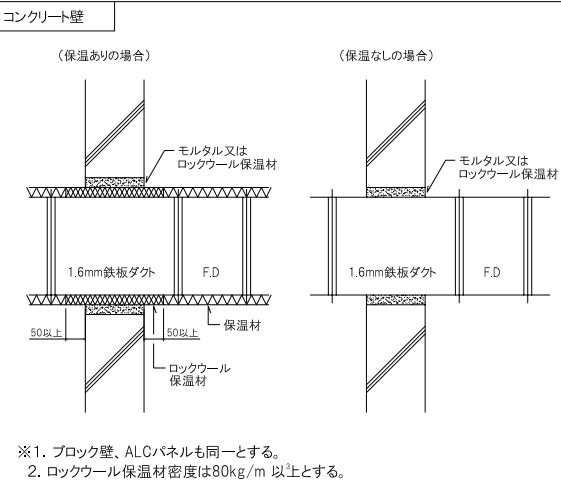 コンクリート壁
（保温ありの場合）
（保温なしの場合）
モルタル又は
ロックウール保温材
モルタル又は
ロックウール保温材
1.6mm鉄板ダクト
F.D
1.6mm鉄板ダクト
F.D
50以上
50以上
保温材
ロックウール
保温材
※1. ブロック壁、ALCパネルも同一とする。
2. ロックウール保温材密度は80kg/m 以³上とする。